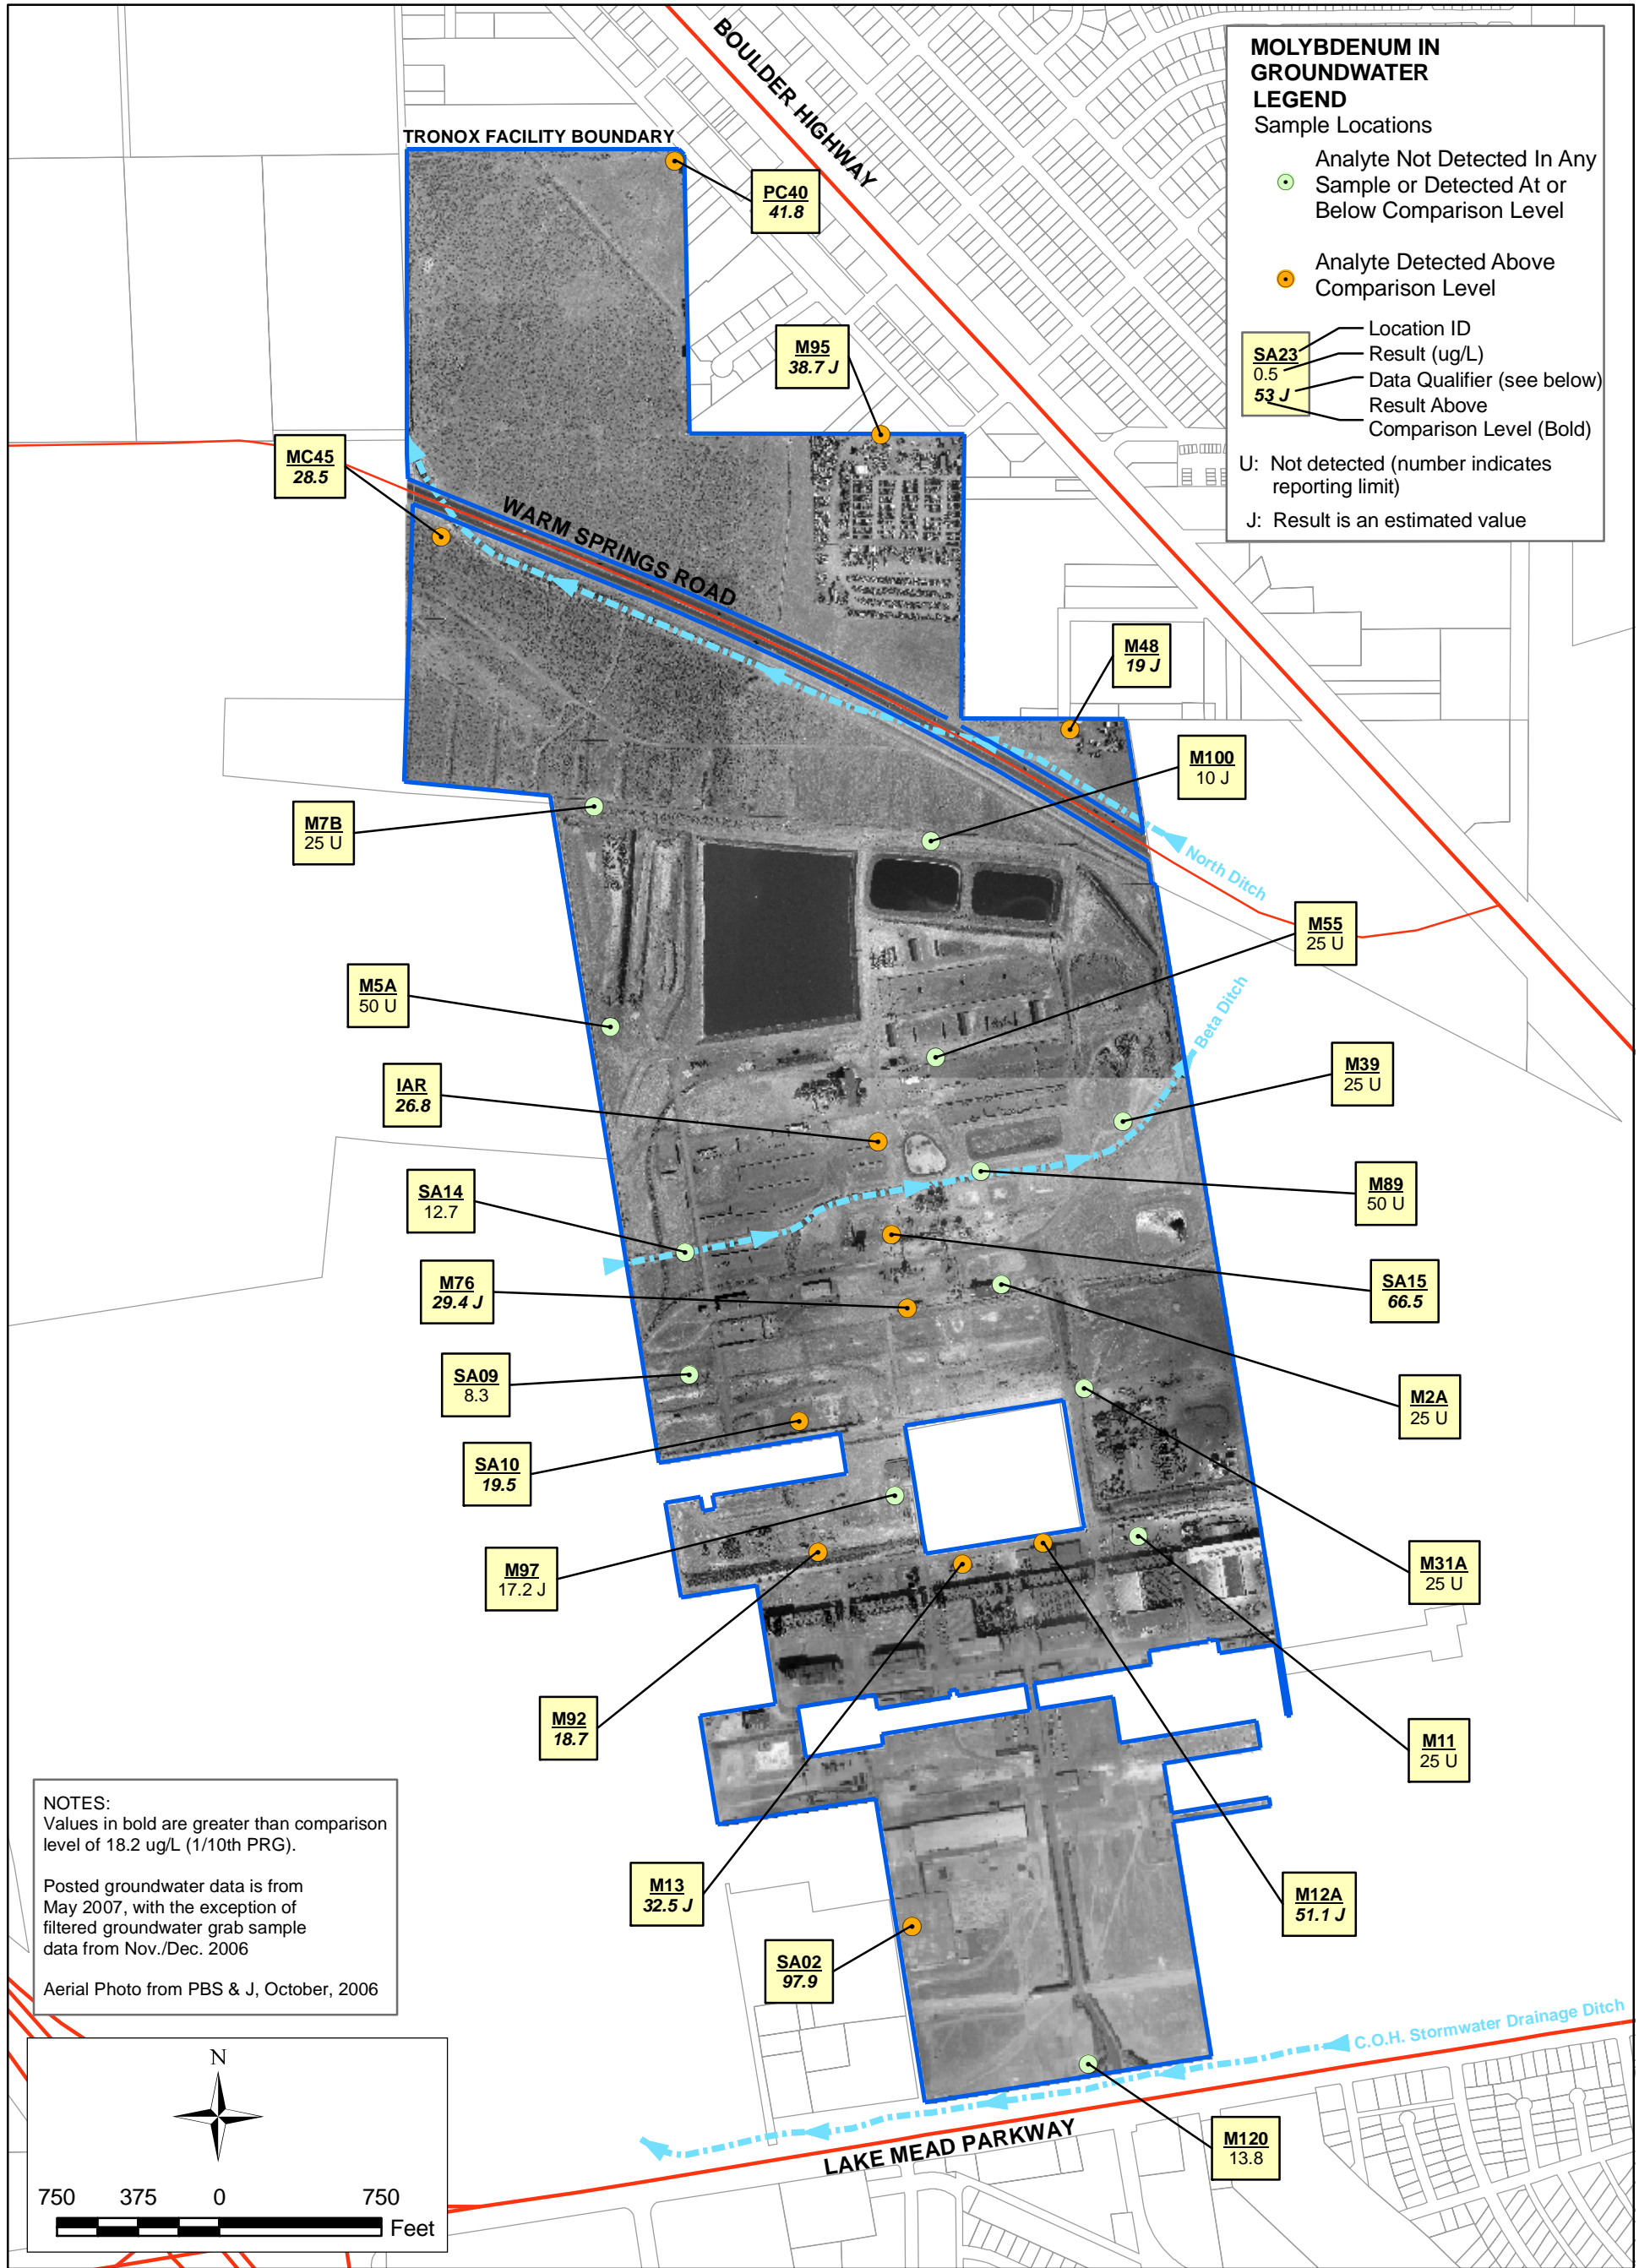 BOULDER HIGHWAY
MOLYBDENUM IN
GROUNDWATER
LEGEND
Sample Locations
Analyte Not Detected In Any
Sample or Detected At or
Below Comparison Level
Analyte Detected Above
Comparison Level
SA23
0.5
53 J
Location ID
Result (ug/L)
Data Qualifier (see below)
Result Above
Comparison Level (Bold)
U: Not detected (number indicates
reporting limit)
J: Result is an estimated value
TRONOX FACILITY BOUNDARY
PC40
41.8
M95
38.7 J
MC45
28.5
WARM SPRINGS ROAD
M48
19 J
M100
10 J
M7B
25 U
North Ditch
M55
25 U
M5A
50 U
Beta Ditch
IAR
26.8
M39
25 U
SA14
12.7
M89
50 U
M76
29.4 J
SA15
66.5
SA09
8.3
M2A
25 U
SA10
19.5
M97
17.2 J
M31A
25 U
M92
18.7
M11
25 U
NOTES:
Values in bold are greater than comparison
level of 18.2 ug/L (1/10th PRG).
Posted groundwater data is from
May 2007, with the exception of
filtered groundwater grab sample
data from Nov./Dec. 2006
Aerial Photo from PBS & J, October, 2006
M13
32.5 J
M12A
51.1 J
SA02
97.9
C.O.H. Stormwater Drainage Ditch
LAKE MEAD PARKWAY
M120
13.8
N
750 375 0 750
Feet